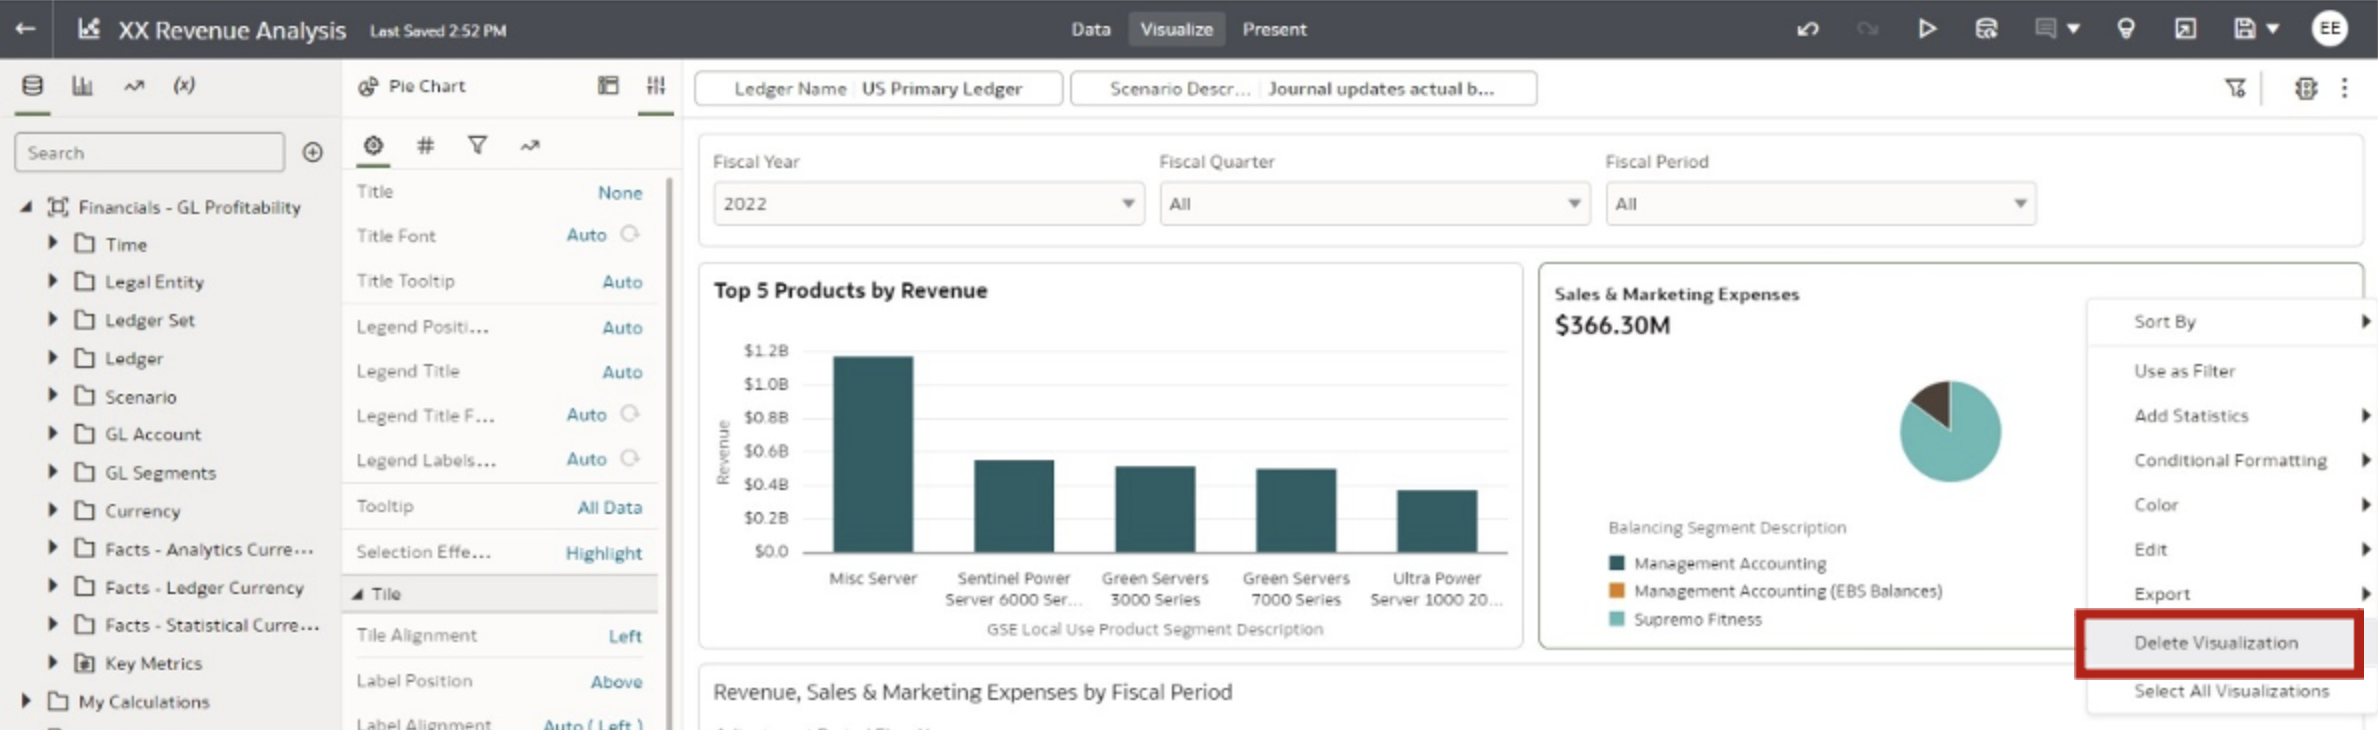 XX Revenue Analysis Last Saved 2:52 PM Data Visualize Present EE
(x) Pie Chart Ledger Name US Primary Ledger Scenario Descr... Journal updates actual b...
Search
#
Financials - GL Profitability
Time
Legal Entity
Ledger Set
Ledger
Scenario
GL Account
GL Segments
Currency
Facts - Analytics Curre...
Facts - Ledger Currency
Facts - Statistical Curre...
Key Metrics
My Calculations
Title None
Title Font Auto
Title Tooltip Auto
Legend Positi... Auto
Legend Title Auto
Legend Title F... Auto
Legend Labels... Auto
Tooltip All Data
Selection Effe... Highlight
Tile
Tile Alignment Left
Label Position Above
Label Alignment Auto ( Left )
Fiscal Year Fiscal Quarter Fiscal Period
2022 All All
Top 5 Products by Revenue
Revenue
$1.2B
$1.0B
$0.8B
$0.6B
$0.4B
$0.2B
$0.0
Misc Server
Sentinel Power
Server 6000 Ser...
Green Servers
3000 Series
Green Servers
7000 Series
Ultra Power
Server 1000 20...
GSE Local Use Product Segment Description
Sales & Marketing Expenses
$366.30M
Balancing Segment Description
Management Accounting
Management Accounting (EBS Balances)
Supremo Fitness
Sort By
Use as Filter
Add Statistics
Conditional Formatting
Color
Edit
Export
Delete Visualization
Select All Visualizations
Revenue, Sales & Marketing Expenses by Fiscal Period